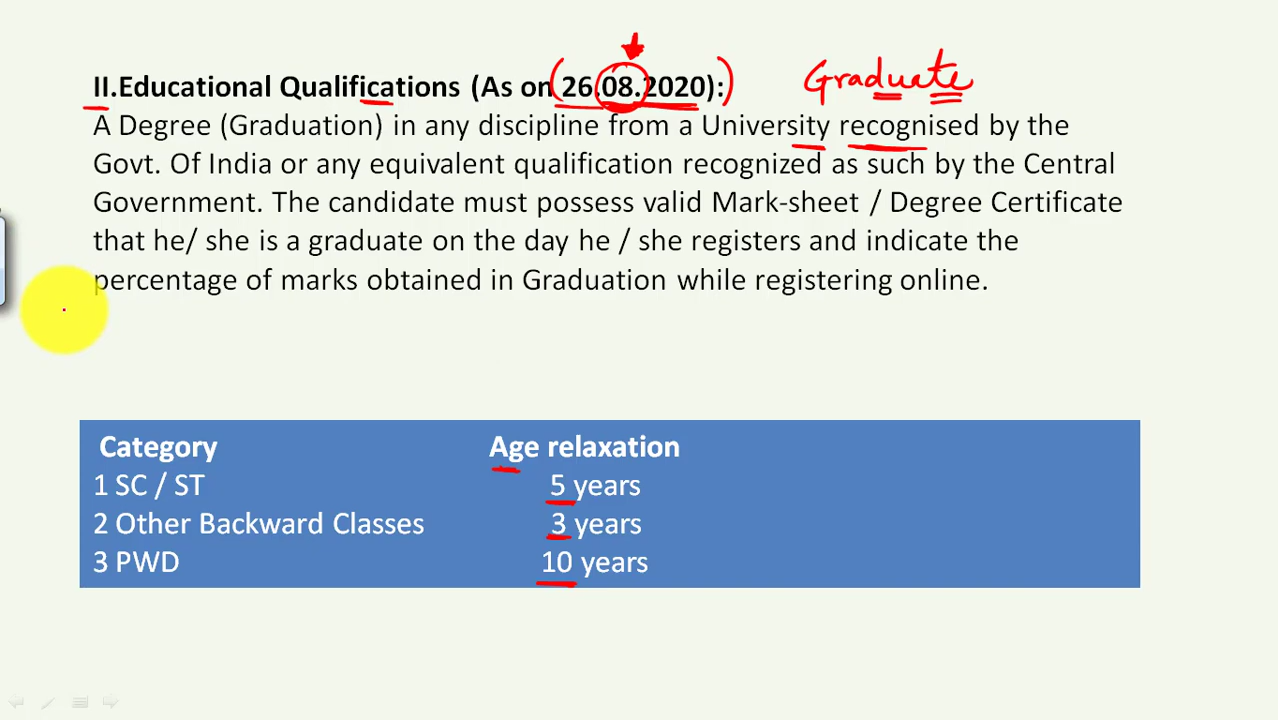 II.Educational Qualifications (As on 26.08.2020): Graduate
A Degree (Graduation) in any discipline from a University recognised by the
Govt. Of India or any equivalent qualification recognized as such by the Central
Government. The candidate must possess valid Mark-sheet / Degree Certificate
that he/ she is a graduate on the day he / she registers and indicate the
percentage of marks obtained in Graduation while registering online.
Category Age relaxation
1 SC / ST 5 years
2 Other Backward Classes 3 years
3 PWD 10 years